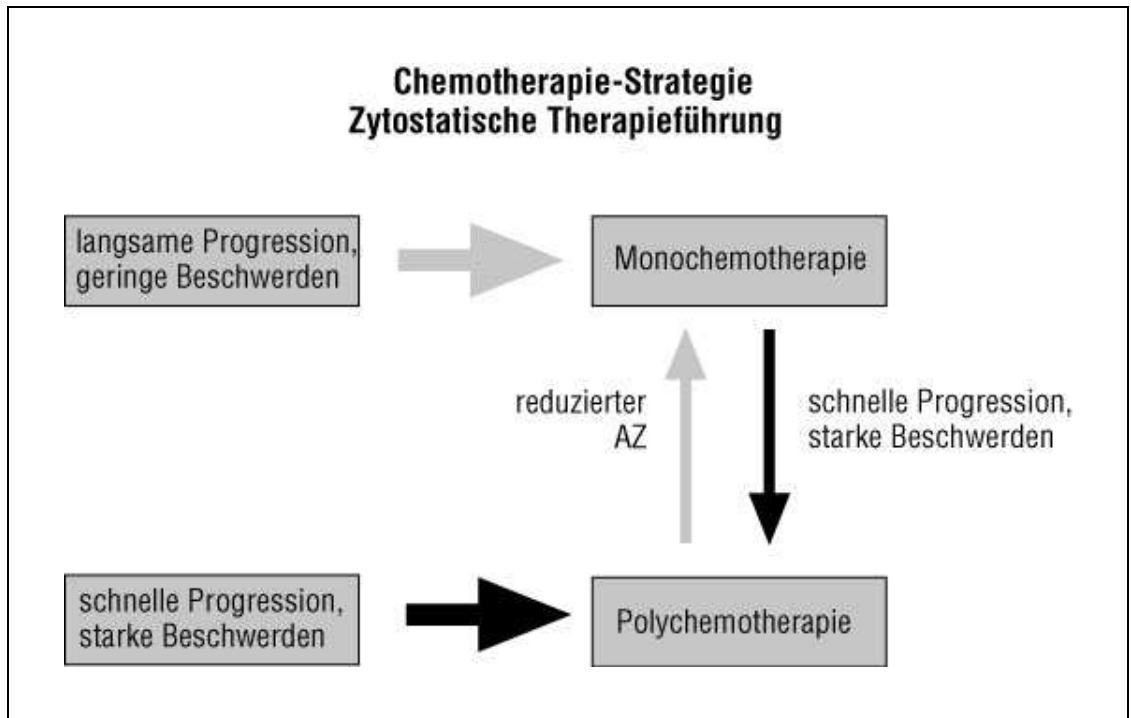 Chemotherapie-Strategie
Zytostatische Therapieführung
langsame Progression,
geringe Beschwerden
Monochemotherapie
reduzierter
AZ
schnelle Progression,
starke Beschwerden
schnelle Progression,
starke Beschwerden
Polychemotherapie